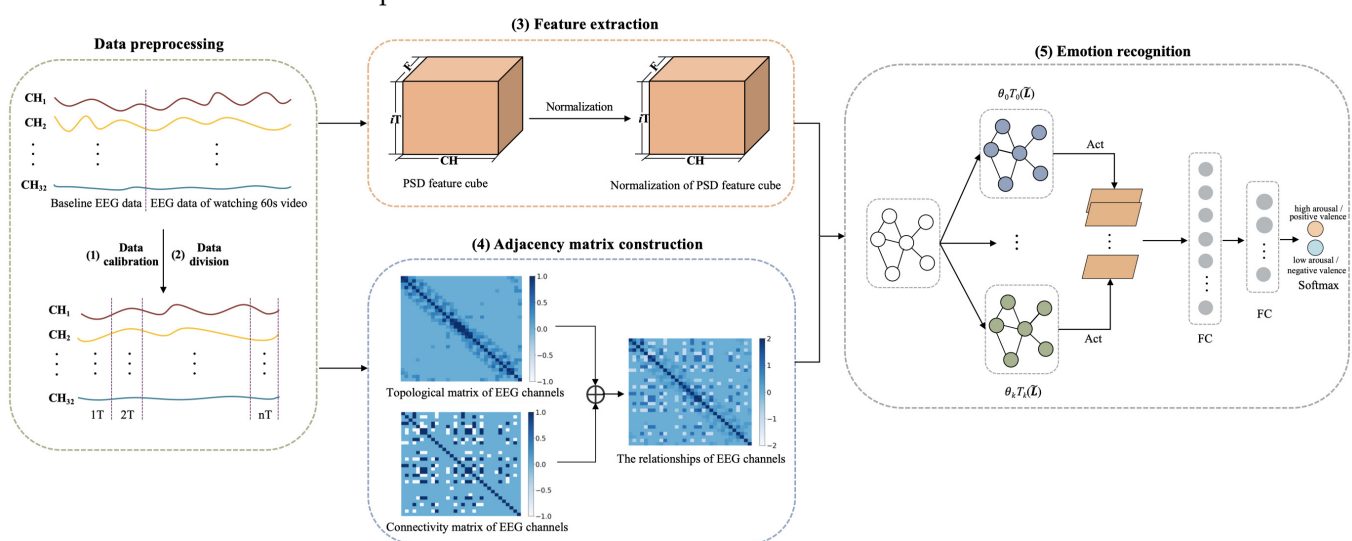 Data preprocessing
CH1
CH2
CH32
Baseline EEG data
EEG data of watching 60s video
(1) Data
calibration
(2) Data
division
CH1
CH2
CH32
1T
2T
nT
(3) Feature extraction
F
iT
CH
PSD feature cube
Normalization
F
iT
CH
Normalization of PSD feature cube
(4) Adjacency matrix construction
1.0
0.5
0.0
−0.5
−1.0
Topological matrix of EEG channels
1.0
0.5
0.0
−0.5
−1.0
Connectivity matrix of EEG channels
2
1
0
−1
−2
The relationships of EEG channels
(5) Emotion recognition
θ0T0(L̃)
Act
θkTk(L̃)
Act
FC
FC
high arousal /
positive valence
low arousal /
negative valence
Softmax